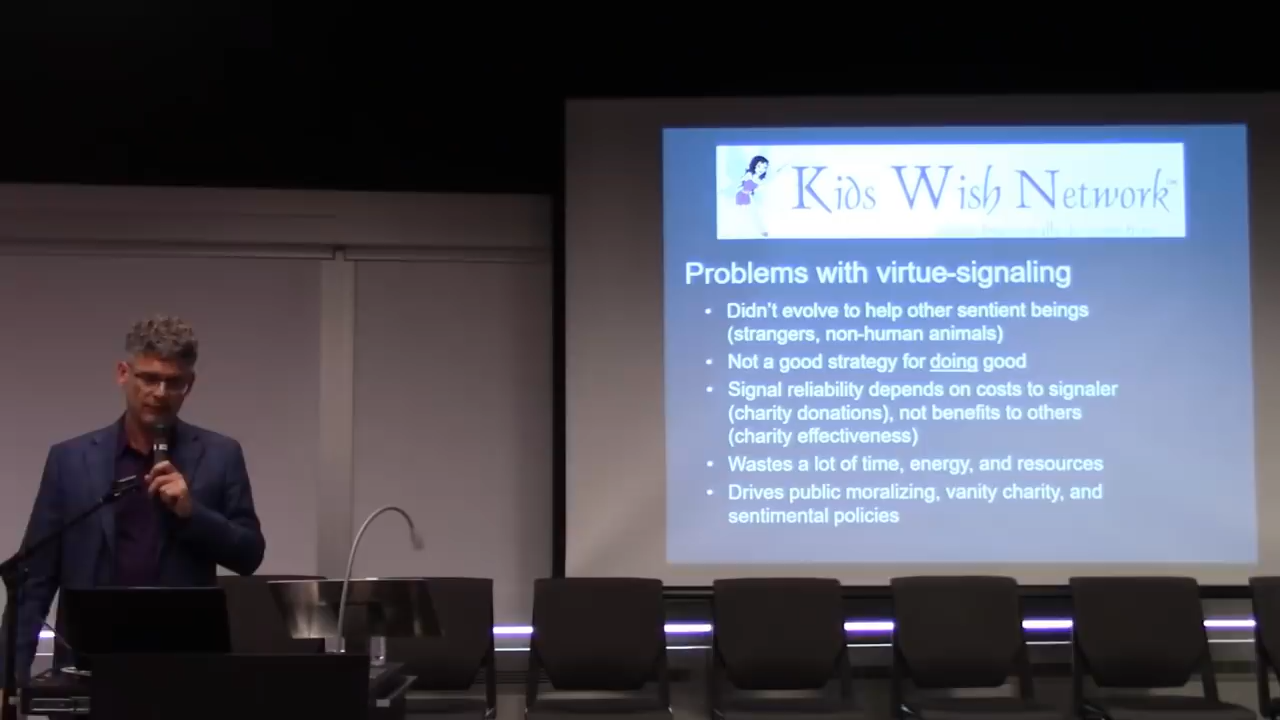 Kids Wish Network™
Problems with virtue-signaling
• Didn't evolve to help other sentient beings
(strangers, non-human animals)
• Not a good strategy for doing good
• Signal reliability depends on costs to signaler
(charity donations), not benefits to others
(charity effectiveness)
• Wastes a lot of time, energy, and resources
• Drives public moralizing, vanity charity, and
sentimental policies